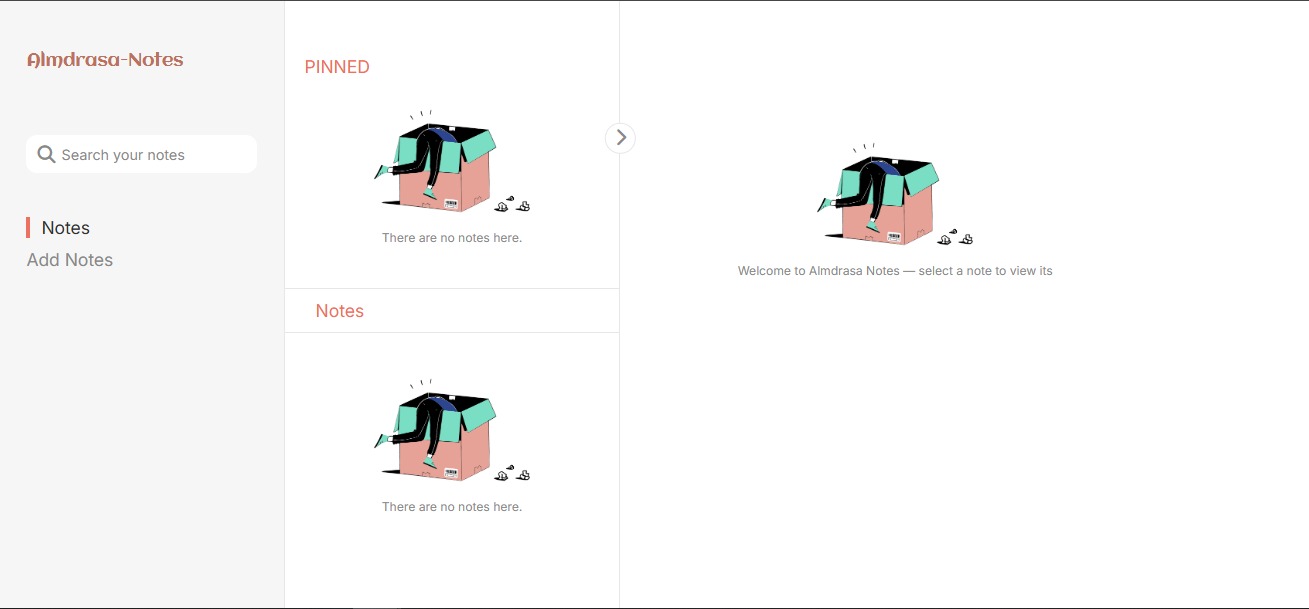 Almdrasa-Notes
Search your notes
Notes
Add Notes
PINNED
There are no notes here.
Notes
There are no notes here.
Welcome to Almdrasa Notes — select a note to view its